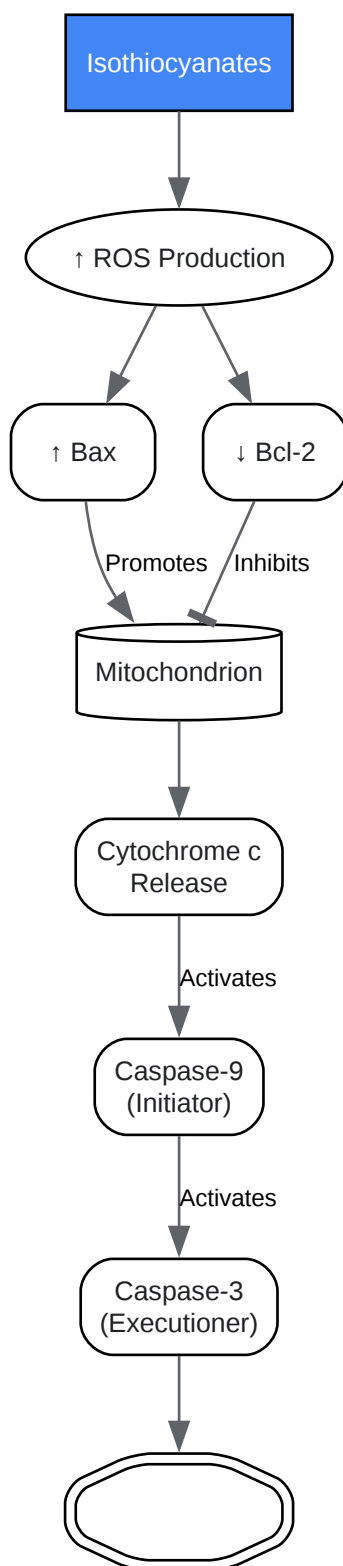 Isothiocyanates
↑ ROS Production
↑ Bax
↓ Bcl-2
Promotes
Inhibits
Mitochondrion
Cytochrome c
Release
Activates
Caspase-9
(Initiator)
Activates
Caspase-3
(Executioner)